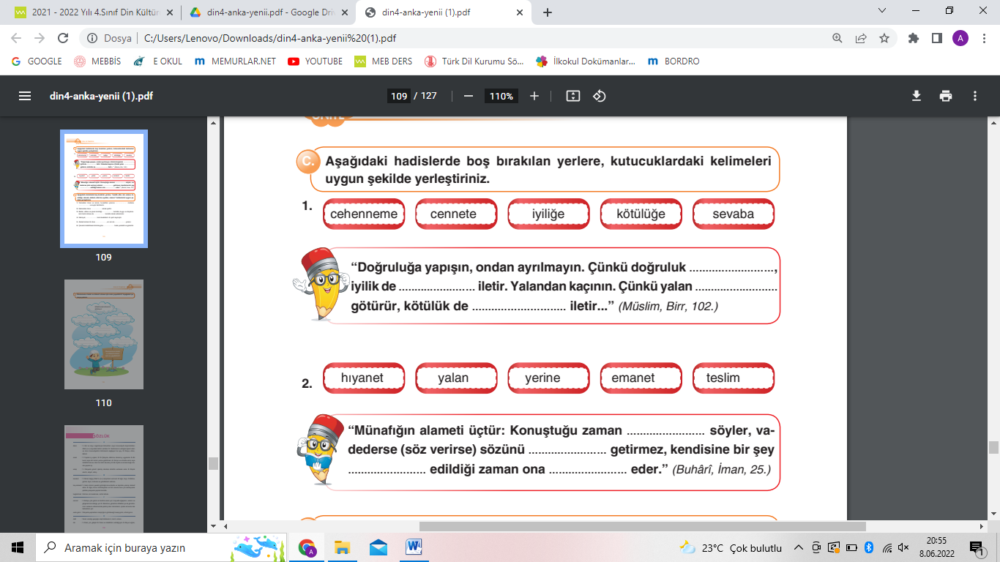 2021 - 2022 Yılı 4.Sınıf Din Kültür
din4-anka-yenii.pdf - Google Driv
din4-anka-yenii (1).pdf
Dosya | C:/Users/Lenovo/Downloads/din4-anka-yenii%20(1).pdf
A
GOOGLE MEBBİS E OKUL MEMURLAR.NET YOUTUBE MEB DERS Türk Dil Kurumu Sö... İlkokul Dokümanlar... BORDRO
din4-anka-yenii (1).pdf 109 / 127 110%
109
110
SÖZLÜK
ÜNİTE
C. Aşağıdaki hadislerde boş bırakılan yerlere, kutucuklardaki kelimeleri
uygun şekilde yerleştiriniz.
1. cehenneme cennete iyiliğe kötülüğe sevaba
“Doğruluğa yapışın, ondan ayrılmayın. Çünkü doğruluk ..........................,
iyilik de ........................ iletir. Yalandan kaçının. Çünkü yalan ..........................
götürür, kötülük de ............................. iletir...” (Müslim, Birr, 102.)
2. hıyanet yalan yerine emanet teslim
“Münafığın alameti üçtür: Konuştuğu zaman ........................ söyler, va-
dederse (söz verirse) sözünü ........................ getirmez, kendisine bir şey
........................ edildiği zaman ona ........................ eder.” (Buhârî, İman, 25.)
Aramak için buraya yazın
A
23°C Çok bulutlu
20:55
8.06.2022
1